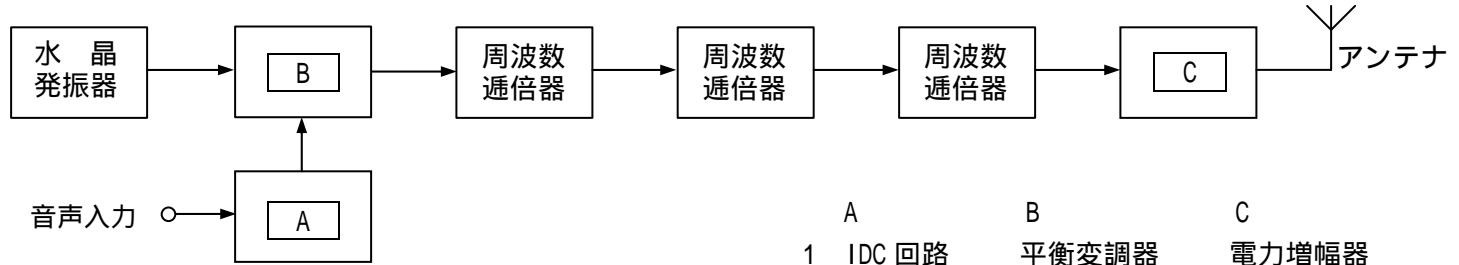 水 晶
発振器
B
周波数
逓倍器
周波数
逓倍器
周波数
逓倍器
C
アンテナ
音声入力
A
A B C
1 IDC 回路 平衡変調器 電力増幅器